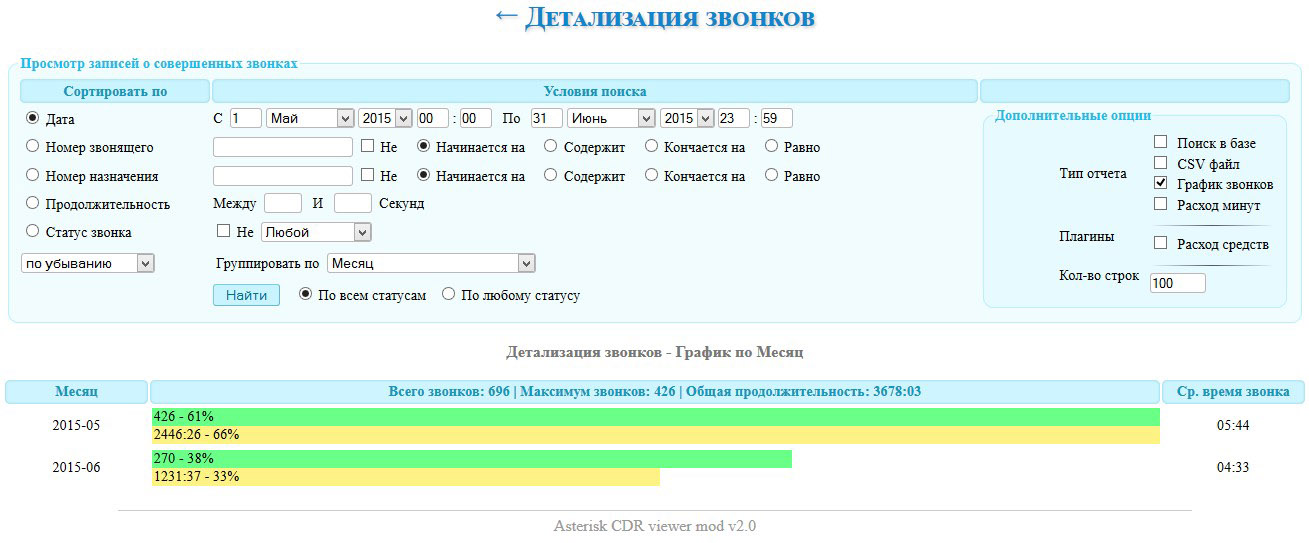 ← Детализация звонков
Просмотр записей о совершенных звонках
Сортировать по Условия поиска
Дата С 1 Май 2015 00 : 00 По 31 Июнь 2015 23 : 59
Номер звонящего Не Начинается на Содержит Кончается на Равно
Номер назначения Не Начинается на Содержит Кончается на Равно
Продолжительность Между И Секунд
Статус звонка Не Любой
по убыванию Группировать по Месяц
Найти По всем статусам По любому статусу
Дополнительные опции
Тип отчета
Поиск в базе
CSV файл
График звонков
Расход минут
Плагины Расход средств
Кол-во строк 100
Детализация звонков - График по Месяц
Месяц Всего звонков: 696 | Максимум звонков: 426 | Общая продолжительность: 3678:03 Ср. время звонка
2015-05 426 - 61% 05:44
2446:26 - 66%
2015-06 270 - 38% 04:33
1231:37 - 33%
Asterisk CDR viewer mod v2.0